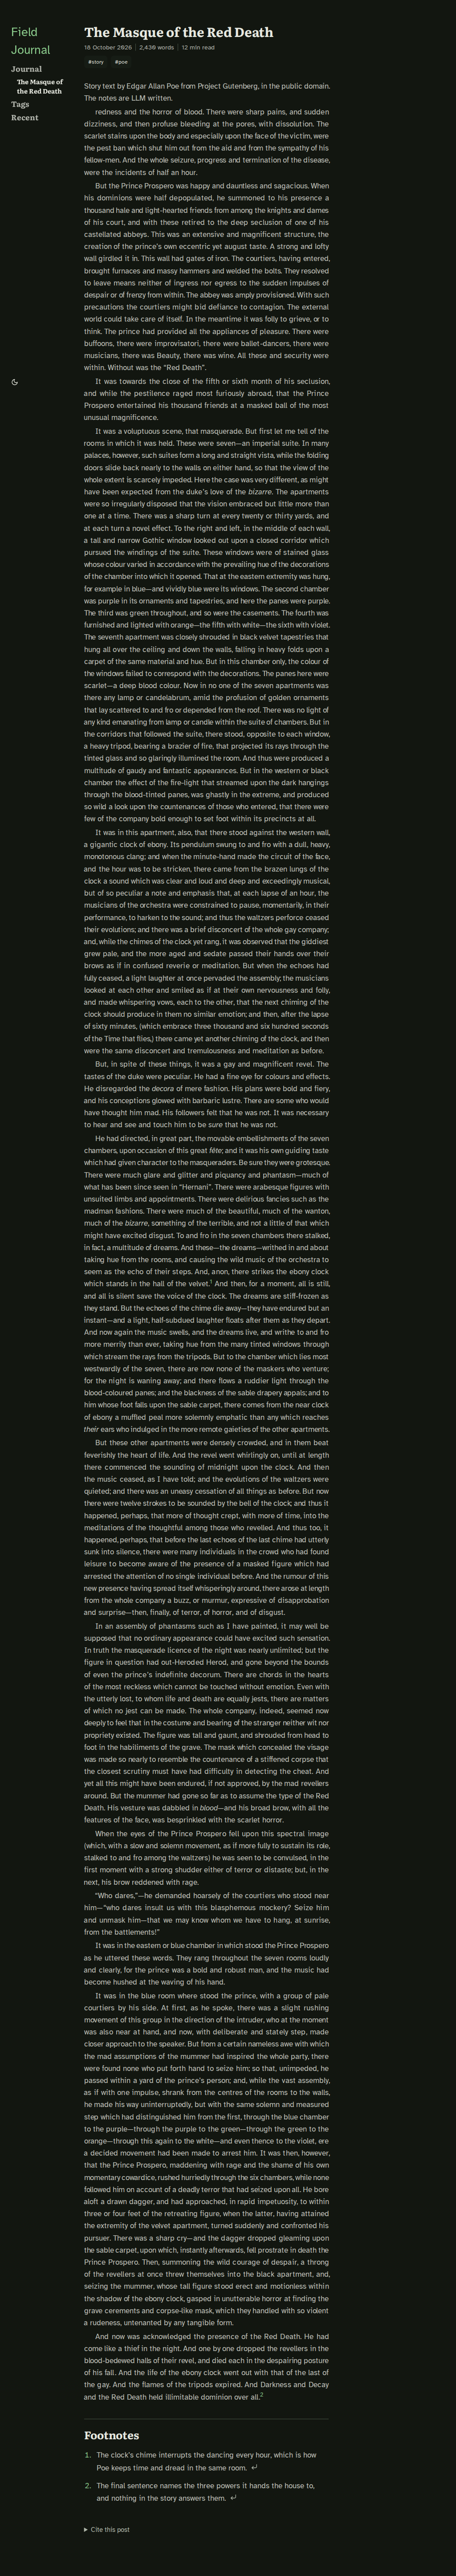 Field
Journal
Journal
The Masque of
the Red Death
Tags
Recent
The Masque of the Red Death
18 October 2026 | 2,430 words | 12 min read
#story #poe
Story text by Edgar Allan Poe from Project Gutenberg, in the public domain.
The notes are LLM written.
redness and the horror of blood. There were sharp pains, and sudden
dizziness, and then profuse bleeding at the pores, with dissolution. The
scarlet stains upon the body and especially upon the face of the victim, were
the pest ban which shut him out from the aid and from the sympathy of his
fellow-men. And the whole seizure, progress and termination of the disease,
were the incidents of half an hour.
But the Prince Prospero was happy and dauntless and sagacious. When
his dominions were half depopulated, he summoned to his presence a
thousand hale and light-hearted friends from among the knights and dames
of his court, and with these retired to the deep seclusion of one of his
castellated abbeys. This was an extensive and magnificent structure, the
creation of the prince's own eccentric yet august taste. A strong and lofty
wall girdled it in. This wall had gates of iron. The courtiers, having entered,
brought furnaces and massy hammers and welded the bolts. They resolved
to leave means neither of ingress nor egress to the sudden impulses of
despair or of frenzy from within. The abbey was amply provisioned. With such
precautions the courtiers might bid defiance to contagion. The external
world could take care of itself. In the meantime it was folly to grieve, or to
think. The prince had provided all the appliances of pleasure. There were
buffoons, there were improvisatori, there were ballet-dancers, there were
musicians, there was Beauty, there was wine. All these and security were
within. Without was the “Red Death”.
It was towards the close of the fifth or sixth month of his seclusion,
and while the pestilence raged most furiously abroad, that the Prince
Prospero entertained his thousand friends at a masked ball of the most
unusual magnificence.
It was a voluptuous scene, that masquerade. But first let me tell of the
rooms in which it was held. These were seven—an imperial suite. In many
palaces, however, such suites form a long and straight vista, while the folding
doors slide back nearly to the walls on either hand, so that the view of the
whole extent is scarcely impeded. Here the case was very different, as might
have been expected from the duke's love of the bizarre. The apartments
were so irregularly disposed that the vision embraced but little more than
one at a time. There was a sharp turn at every twenty or thirty yards, and
at each turn a novel effect. To the right and left, in the middle of each wall,
a tall and narrow Gothic window looked out upon a closed corridor which
pursued the windings of the suite. These windows were of stained glass
whose colour varied in accordance with the prevailing hue of the decorations
of the chamber into which it opened. That at the eastern extremity was hung,
for example in blue—and vividly blue were its windows. The second chamber
was purple in its ornaments and tapestries, and here the panes were purple.
The third was green throughout, and so were the casements. The fourth was
furnished and lighted with orange—the fifth with white—the sixth with violet.
The seventh apartment was closely shrouded in black velvet tapestries that
hung all over the ceiling and down the walls, falling in heavy folds upon a
carpet of the same material and hue. But in this chamber only, the colour of
the windows failed to correspond with the decorations. The panes here were
scarlet—a deep blood colour. Now in no one of the seven apartments was
there any lamp or candelabrum, amid the profusion of golden ornaments
that lay scattered to and fro or depended from the roof. There was no light of
any kind emanating from lamp or candle within the suite of chambers. But in
the corridors that followed the suite, there stood, opposite to each window,
a heavy tripod, bearing a brazier of fire, that projected its rays through the
tinted glass and so glaringly illumined the room. And thus were produced a
multitude of gaudy and fantastic appearances. But in the western or black
chamber the effect of the fire-light that streamed upon the dark hangings
through the blood-tinted panes, was ghastly in the extreme, and produced
so wild a look upon the countenances of those who entered, that there were
few of the company bold enough to set foot within its precincts at all.
It was in this apartment, also, that there stood against the western wall,
a gigantic clock of ebony. Its pendulum swung to and fro with a dull, heavy,
monotonous clang; and when the minute-hand made the circuit of the face,
and the hour was to be stricken, there came from the brazen lungs of the
clock a sound which was clear and loud and deep and exceedingly musical,
but of so peculiar a note and emphasis that, at each lapse of an hour, the
musicians of the orchestra were constrained to pause, momentarily, in their
performance, to harken to the sound; and thus the waltzers perforce ceased
their evolutions; and there was a brief disconcert of the whole gay company;
and, while the chimes of the clock yet rang, it was observed that the giddiest
grew pale, and the more aged and sedate passed their hands over their
brows as if in confused reverie or meditation. But when the echoes had
fully ceased, a light laughter at once pervaded the assembly; the musicians
looked at each other and smiled as if at their own nervousness and folly,
and made whispering vows, each to the other, that the next chiming of the
clock should produce in them no similar emotion; and then, after the lapse
of sixty minutes, (which embrace three thousand and six hundred seconds
of the Time that flies,) there came yet another chiming of the clock, and then
were the same disconcert and tremulousness and meditation as before.
But, in spite of these things, it was a gay and magnificent revel. The
tastes of the duke were peculiar. He had a fine eye for colours and effects.
He disregarded the decora of mere fashion. His plans were bold and fiery,
and his conceptions glowed with barbaric lustre. There are some who would
have thought him mad. His followers felt that he was not. It was necessary
to hear and see and touch him to be sure that he was not.
He had directed, in great part, the movable embellishments of the seven
chambers, upon occasion of this great fête; and it was his own guiding taste
which had given character to the masqueraders. Be sure they were grotesque.
There were much glare and glitter and piquancy and phantasm—much of
what has been since seen in “Hernani”. There were arabesque figures with
unsuited limbs and appointments. There were delirious fancies such as the
madman fashions. There were much of the beautiful, much of the wanton,
much of the bizarre, something of the terrible, and not a little of that which
might have excited disgust. To and fro in the seven chambers there stalked,
in fact, a multitude of dreams. And these—the dreams—writhed in and about
taking hue from the rooms, and causing the wild music of the orchestra to
seem as the echo of their steps. And, anon, there strikes the ebony clock
which stands in the hall of the velvet.1 And then, for a moment, all is still,
and all is silent save the voice of the clock. The dreams are stiff-frozen as
they stand. But the echoes of the chime die away—they have endured but an
instant—and a light, half-subdued laughter floats after them as they depart.
And now again the music swells, and the dreams live, and writhe to and fro
more merrily than ever, taking hue from the many tinted windows through
which stream the rays from the tripods. But to the chamber which lies most
westwardly of the seven, there are now none of the maskers who venture;
for the night is waning away; and there flows a ruddier light through the
blood-coloured panes; and the blackness of the sable drapery appals; and to
him whose foot falls upon the sable carpet, there comes from the near clock
of ebony a muffled peal more solemnly emphatic than any which reaches
their ears who indulged in the more remote gaieties of the other apartments.
But these other apartments were densely crowded, and in them beat
feverishly the heart of life. And the revel went whirlingly on, until at length
there commenced the sounding of midnight upon the clock. And then
the music ceased, as I have told; and the evolutions of the waltzers were
quieted; and there was an uneasy cessation of all things as before. But now
there were twelve strokes to be sounded by the bell of the clock; and thus it
happened, perhaps, that more of thought crept, with more of time, into the
meditations of the thoughtful among those who revelled. And thus too, it
happened, perhaps, that before the last echoes of the last chime had utterly
sunk into silence, there were many individuals in the crowd who had found
leisure to become aware of the presence of a masked figure which had
arrested the attention of no single individual before. And the rumour of this
new presence having spread itself whisperingly around, there arose at length
from the whole company a buzz, or murmur, expressive of disapprobation
and surprise—then, finally, of terror, of horror, and of disgust.
In an assembly of phantasms such as I have painted, it may well be
supposed that no ordinary appearance could have excited such sensation.
In truth the masquerade licence of the night was nearly unlimited; but the
figure in question had out-Heroded Herod, and gone beyond the bounds
of even the prince's indefinite decorum. There are chords in the hearts
of the most reckless which cannot be touched without emotion. Even with
the utterly lost, to whom life and death are equally jests, there are matters
of which no jest can be made. The whole company, indeed, seemed now
deeply to feel that in the costume and bearing of the stranger neither wit nor
propriety existed. The figure was tall and gaunt, and shrouded from head to
foot in the habiliments of the grave. The mask which concealed the visage
was made so nearly to resemble the countenance of a stiffened corpse that
the closest scrutiny must have had difficulty in detecting the cheat. And
yet all this might have been endured, if not approved, by the mad revellers
around. But the mummer had gone so far as to assume the type of the Red
Death. His vesture was dabbled in blood—and his broad brow, with all the
features of the face, was besprinkled with the scarlet horror.
When the eyes of the Prince Prospero fell upon this spectral image
(which, with a slow and solemn movement, as if more fully to sustain its role,
stalked to and fro among the waltzers) he was seen to be convulsed, in the
first moment with a strong shudder either of terror or distaste; but, in the
next, his brow reddened with rage.
“Who dares,”—he demanded hoarsely of the courtiers who stood near
him—“who dares insult us with this blasphemous mockery? Seize him
and unmask him—that we may know whom we have to hang, at sunrise,
from the battlements!”
It was in the eastern or blue chamber in which stood the Prince Prospero
as he uttered these words. They rang throughout the seven rooms loudly
and clearly, for the prince was a bold and robust man, and the music had
become hushed at the waving of his hand.
It was in the blue room where stood the prince, with a group of pale
courtiers by his side. At first, as he spoke, there was a slight rushing
movement of this group in the direction of the intruder, who at the moment
was also near at hand, and now, with deliberate and stately step, made
closer approach to the speaker. But from a certain nameless awe with which
the mad assumptions of the mummer had inspired the whole party, there
were found none who put forth hand to seize him; so that, unimpeded, he
passed within a yard of the prince's person; and, while the vast assembly,
as if with one impulse, shrank from the centres of the rooms to the walls,
he made his way uninterruptedly, but with the same solemn and measured
step which had distinguished him from the first, through the blue chamber
to the purple—through the purple to the green—through the green to the
orange—through this again to the white—and even thence to the violet, ere
a decided movement had been made to arrest him. It was then, however,
that the Prince Prospero, maddening with rage and the shame of his own
momentary cowardice, rushed hurriedly through the six chambers, while none
followed him on account of a deadly terror that had seized upon all. He bore
aloft a drawn dagger, and had approached, in rapid impetuosity, to within
three or four feet of the retreating figure, when the latter, having attained
the extremity of the velvet apartment, turned suddenly and confronted his
pursuer. There was a sharp cry—and the dagger dropped gleaming upon
the sable carpet, upon which, instantly afterwards, fell prostrate in death the
Prince Prospero. Then, summoning the wild courage of despair, a throng
of the revellers at once threw themselves into the black apartment, and,
seizing the mummer, whose tall figure stood erect and motionless within
the shadow of the ebony clock, gasped in unutterable horror at finding the
grave cerements and corpse-like mask, which they handled with so violent
a rudeness, untenanted by any tangible form.
And now was acknowledged the presence of the Red Death. He had
come like a thief in the night. And one by one dropped the revellers in the
blood-bedewed halls of their revel, and died each in the despairing posture
of his fall. And the life of the ebony clock went out with that of the last of
the gay. And the flames of the tripods expired. And Darkness and Decay
and the Red Death held illimitable dominion over all.2
Footnotes
1. The clock's chime interrupts the dancing every hour, which is how
Poe keeps time and dread in the same room. ↩
2. The final sentence names the three powers it hands the house to,
and nothing in the story answers them. ↩
▶ Cite this post